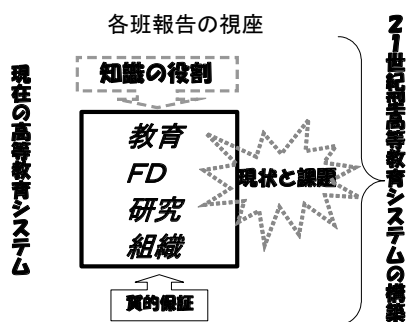 各班報告の視座
現在の高等教育システム
知識の役割
教育
FD
研究
組織
現状と課題
質的保証
21世紀型高等教育システムの構築